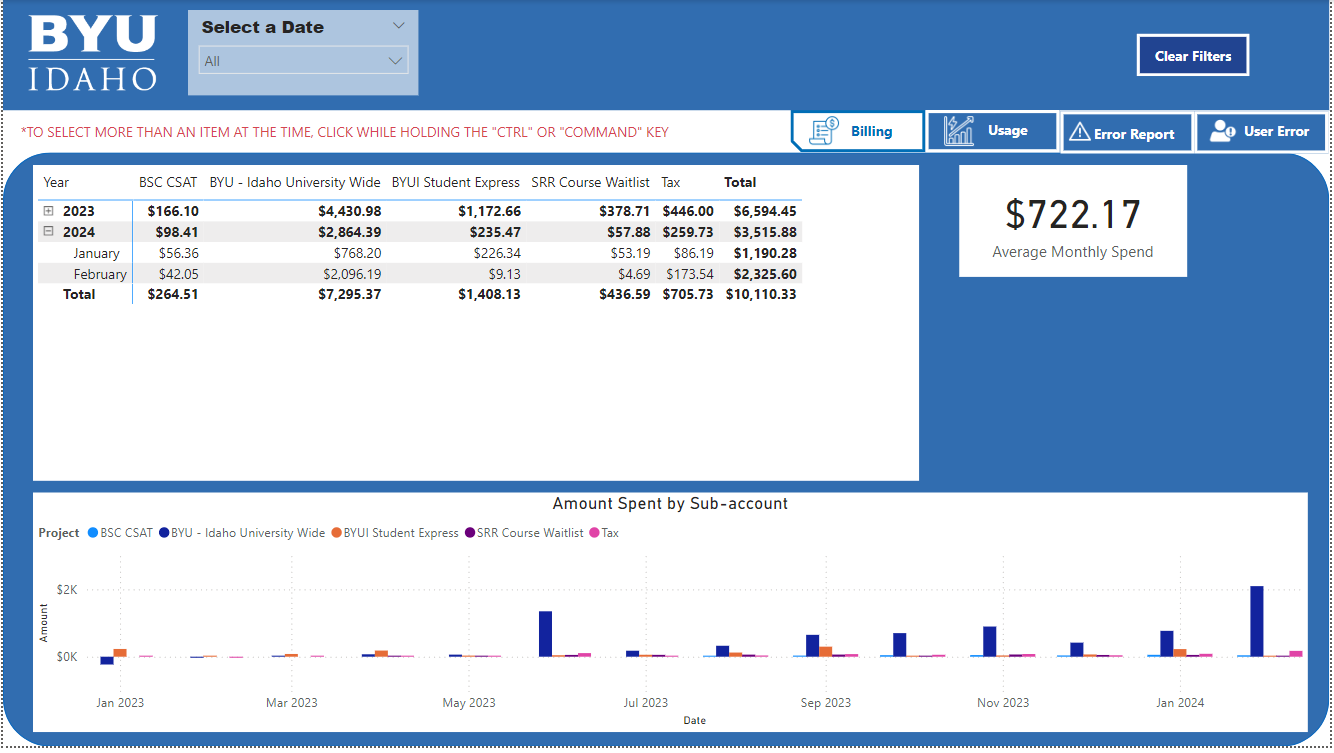 BYU
IDAHO
Select a Date
All
Clear Filters
*TO SELECT MORE THAN AN ITEM AT THE TIME, CLICK WHILE HOLDING THE "CTRL" OR "COMMAND" KEY
Billing
Usage
Error Report
User Error
Year BSC CSAT BYU - Idaho University Wide BYUI Student Express SRR Course Waitlist Tax Total
2023 $166.10 $4,430.98 $1,172.66 $378.71 $446.00 $6,594.45
2024 $98.41 $2,864.39 $235.47 $57.88 $259.73 $3,515.88
January $56.36 $768.20 $226.34 $53.19 $86.19 $1,190.28
February $42.05 $2,096.19 $9.13 $4.69 $173.54 $2,325.60
Total $264.51 $7,295.37 $1,408.13 $436.59 $705.73 $10,110.33
$722.17
Average Monthly Spend
Amount Spent by Sub-account
Project BSC CSAT BYU - Idaho University Wide BYUI Student Express SRR Course Waitlist Tax
$2K
$0K
Amount
Jan 2023 Mar 2023 May 2023 Jul 2023 Sep 2023 Nov 2023 Jan 2024
Date